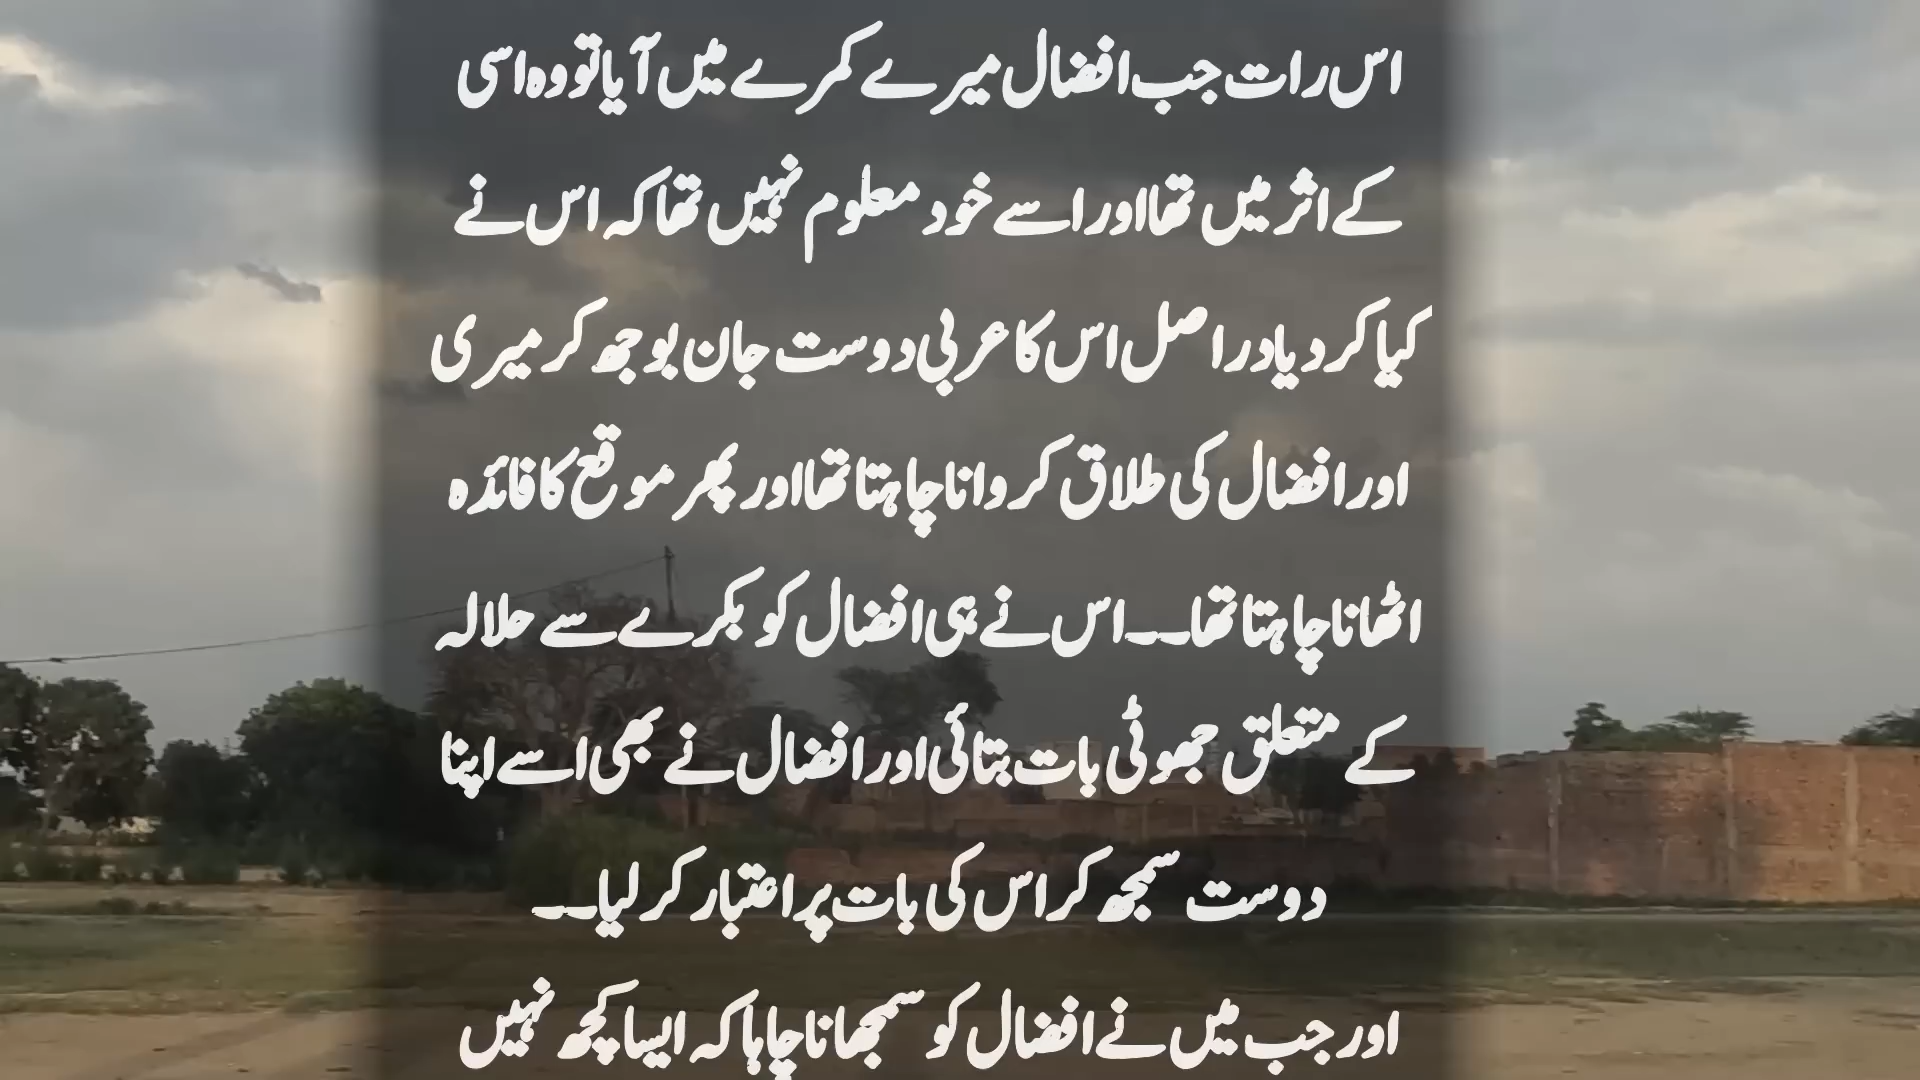 اس رات جب افضال میرے کمرے میں آیا تو وہ اسی
کے اثر میں تھا اور اسے خود معلوم نہیں تھا کہ اس نے
کیا کر دیا دراصل اس کا عربی دوست جان بوجھ کر میری
اور افضال کی طلاق کروانا چاہتا تھا اور پھر موقع کا فائدہ
اٹھانا چاہتا تھا۔۔اس نے ہی افضال کو بکرے سے حلالہ
کے متعلق جھوٹی بات بتائی اور افضال نے بھی اسے اپنا
دوست سمجھ کر اس کی بات پر اعتبار کر لیا۔۔
اور جب میں نے افضال کو سمجھانا چاہا کہ ایسا کچھ نہیں